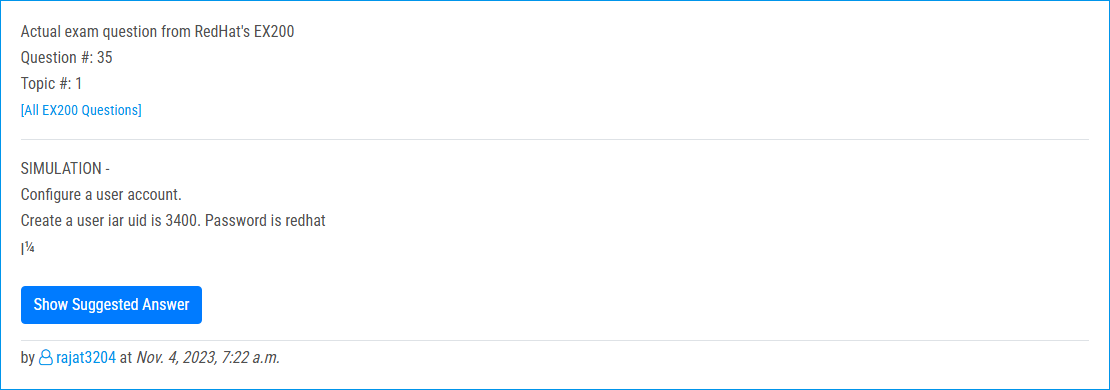 Actual exam question from RedHat's EX200
Question #: 35
Topic #: 1
[All EX200 Questions]
SIMULATION -
Configure a user account.
Create a user iar uid is 3400. Password is redhat
|¼
Show Suggested Answer
by rajat3204 at Nov. 4, 2023, 7:22 a.m.